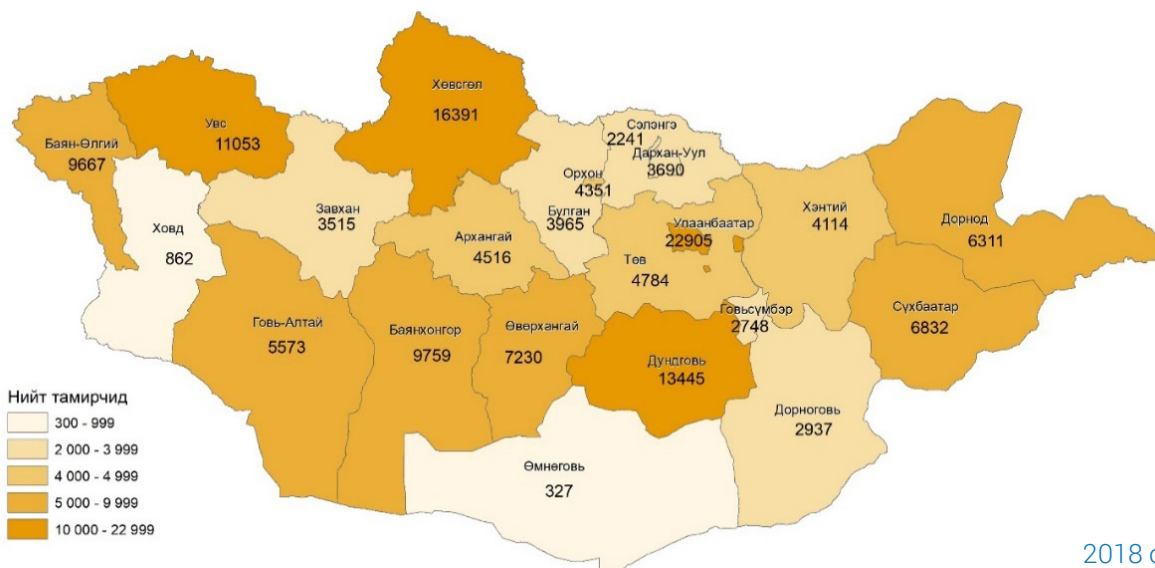 Хөвсгөл
16391
Увс
11053
Баян-Өлгий
9667
Сэлэнгэ
2241
Дархан-Уул
3690
Орхон
4351
Булган
3965
Завхан
3515
Ховд
862
Архангай
4516
Улаанбаатар
22905
Төв
4784
Хэнтий
4114
Дорнод
6311
Говьсүмбэр
2748
Сүхбаатар
6832
Говь-Алтай
5573
Баянхонгор
9759
Өвөрхангай
7230
Дундговь
13445
Дорноговь
2937
Өмнөговь
327
Нийт тамирчид
300 - 999
2 000 - 3 999
4 000 - 4 999
5 000 - 9 999
10 000 - 22 999
2018